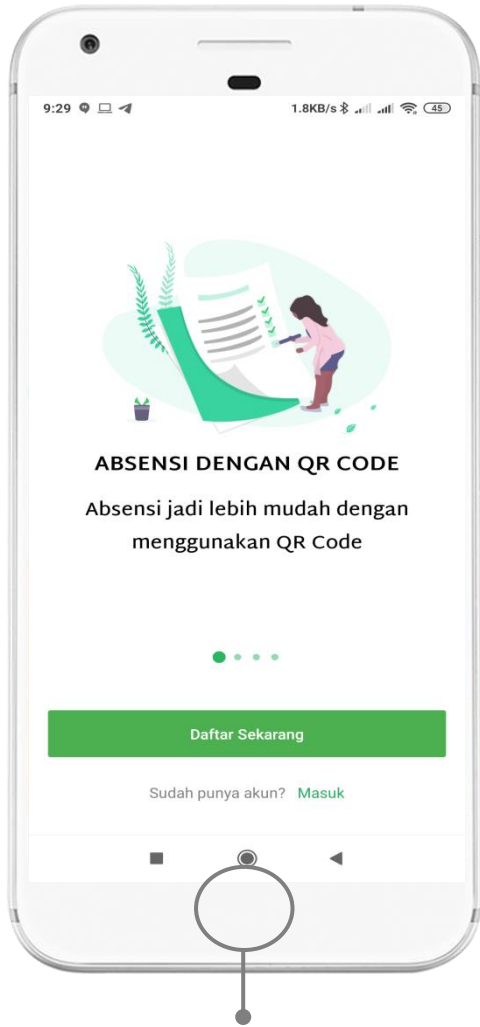 9:29 1.8KB/s 45
ABSENSI DENGAN QR CODE
Absensi jadi lebih mudah dengan
menggunakan QR Code
Daftar Sekarang
Sudah punya akun? Masuk